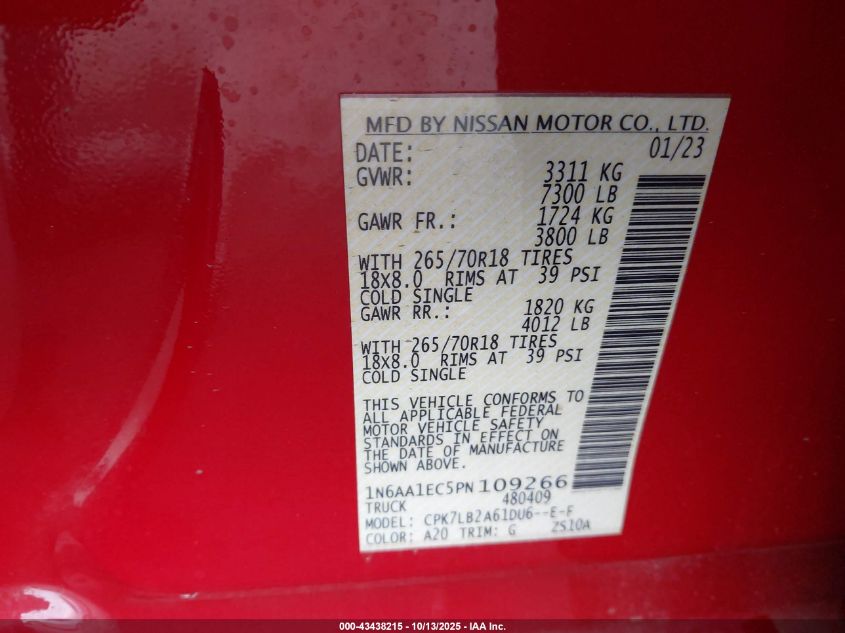 MFD BY NISSAN MOTOR CO., LTD.
DATE: 01/23
GVWR: 3311 KG
7300 LB
GAWR FR.: 1724 KG
3800 LB
WITH 265/70R18 TIRES
18X8.0 RIMS AT 39 PSI
COLD SINGLE
GAWR RR.: 1820 KG
4012 LB
WITH 265/70R18 TIRES
18X8.0 RIMS AT 39 PSI
COLD SINGLE
THIS VEHICLE CONFORMS TO
ALL APPLICABLE FEDERAL
MOTOR VEHICLE SAFETY
STANDARDS IN EFFECT ON
THE DATE OF MANUFACTURE
SHOWN ABOVE.
1N6AA1EC5PN109266
TRUCK 480409
MODEL: CPK7LB2A61DU6--E-F
COLOR: A20 TRIM: G ZS10A
000-43438215 - 10/13/2025 - IAA Inc.